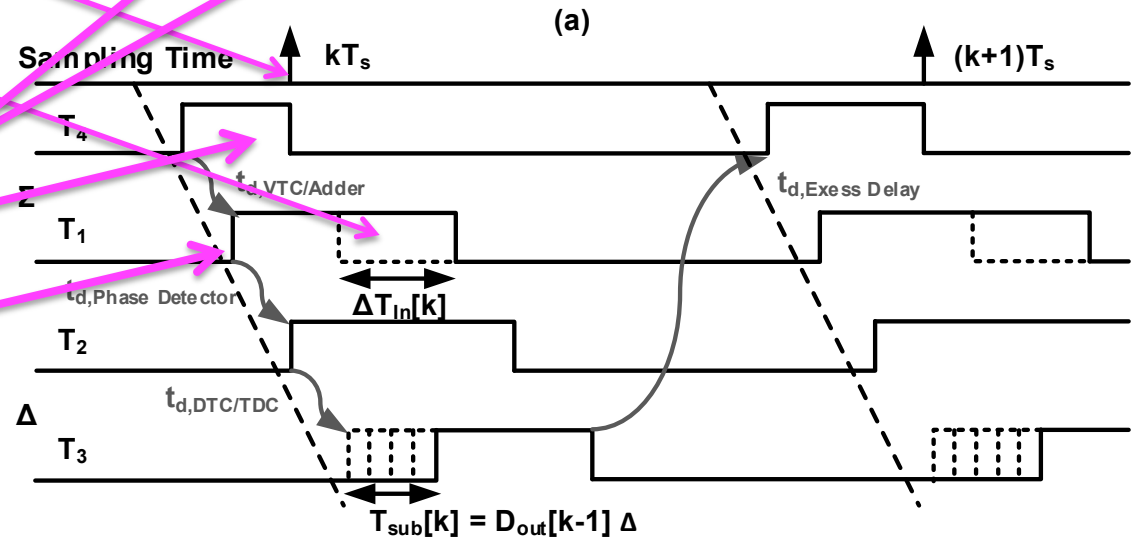 (a)
Sampling Time kTs (k+1)Ts
T4
td,VTC/Adder td,Exess Delay
Σ
T1
td,Phase Detector
ΔTIn[k]
T2
td,DTC/TDC
Δ
T3
Tsub[k] = Dout[k-1] Δ